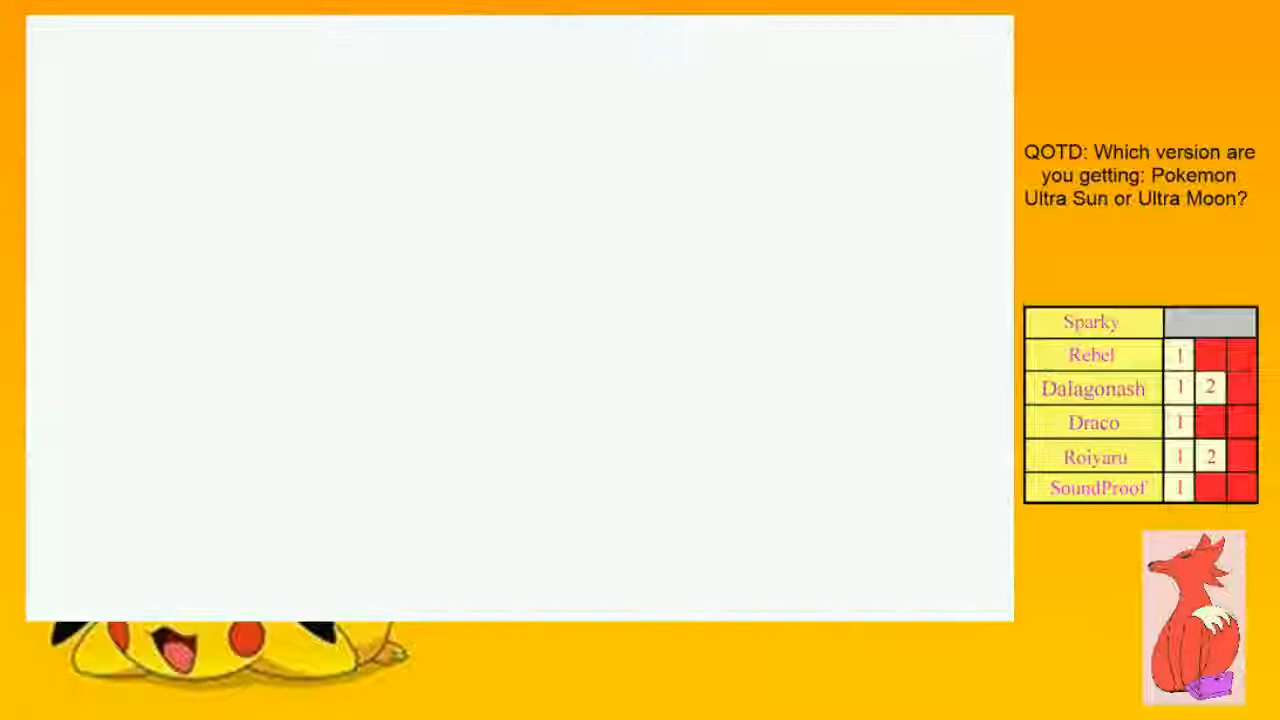 QOTD: Which version are
you getting: Pokemon
Ultra Sun or Ultra Moon?
Sparky
Rebel 1
Dalagonash 1 2
Draco 1
Roiyaru 1 2
SoundProof 1